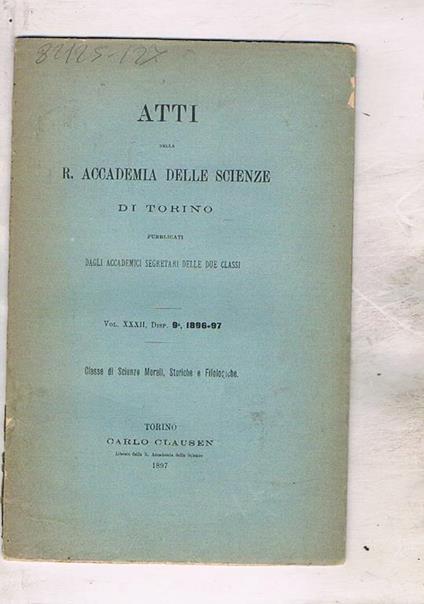 82125-127
ATTI
DELLA
R. ACCADEMIA DELLE SCIENZE
DI TORINO
PUBBLICATI
DAGLI ACCADEMICI SEGRETARI DELLE DUE CLASSI
VOL. XXXII, DISP. 9ª, 1896-97
Classe di Scienze Morali, Storiche e Filologiche.
TORINO
CARLO CLAUSEN
Libraio della R. Accademia delle Scienze
1897